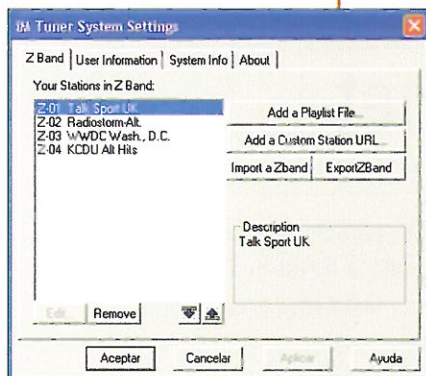 iM Tuner System Settings
Z Band User Information System Info About
Your Stations in Z Band:
Z-01 Talk Sport UK
Z-02 Radiostorm-Alt.
Z-03 WWDC Wash., D.C.
Z-04 KCDU Alt Hits
Add a Playlist File...
Add a Custom Station URL...
Import a Zband ExportZBand
Description
Talk Sport UK
Edit... Remove
Aceptar Cancelar Aplicar Ayuda